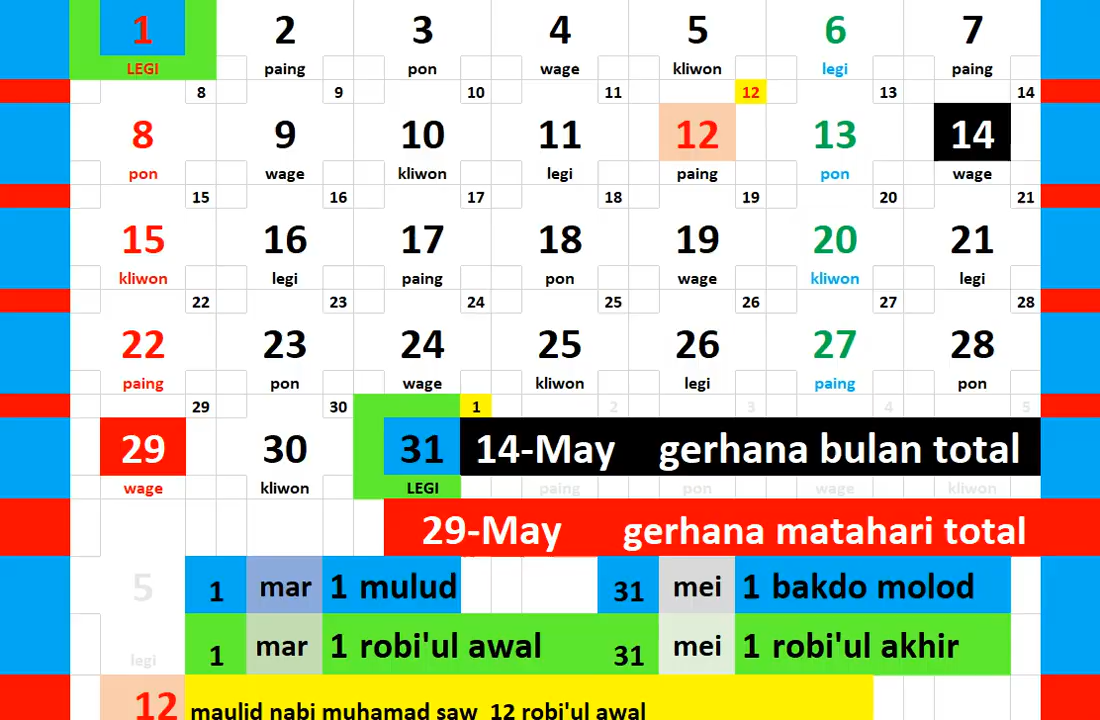 1 2 3 4 5 6 7
LEGI paing pon wage kliwon legi paing
8 9 10 11 12 13 14
8 9 10 11 12 13 14
pon wage kliwon legi paing pon wage
15 16 17 18 19 20 21
15 16 17 18 19 20 21
kliwon legi paing pon wage kliwon legi
22 23 24 25 26 27 28
22 23 24 25 26 27 28
paing pon wage kliwon legi paing pon
29 30 1 2 3 4 5
29 30 31 14-May gerhana bulan total
wage kliwon LEGI paing pon wage kliwon
29-May gerhana matahari total
5 1 mar 1 mulud 31 mei 1 bakdo molod
legi 1 mar 1 robi'ul awal 31 mei 1 robi'ul akhir
12 maulid nabi muhamad saw 12 robi'ul awal